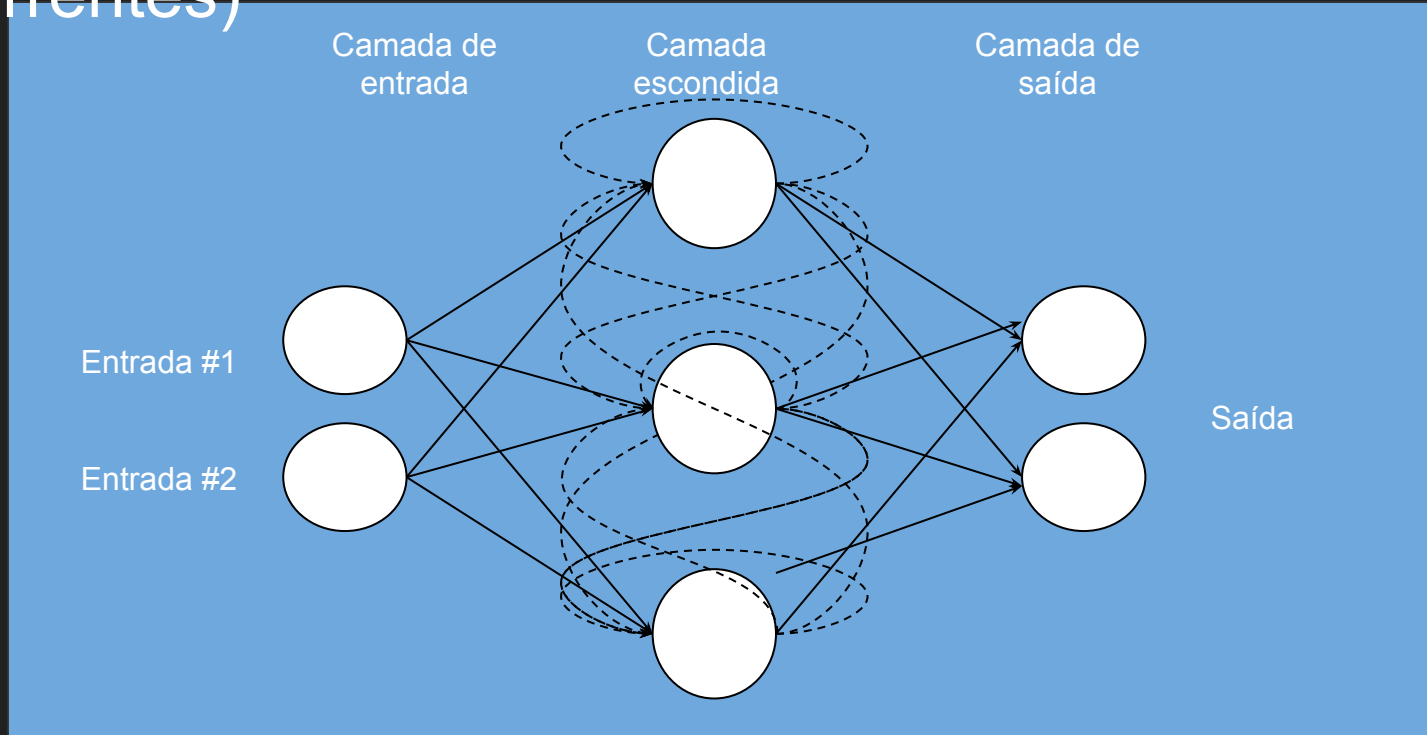 Camada de
entrada
Camada
escondida
Camada de
saída
Entrada #1
Entrada #2
Saída